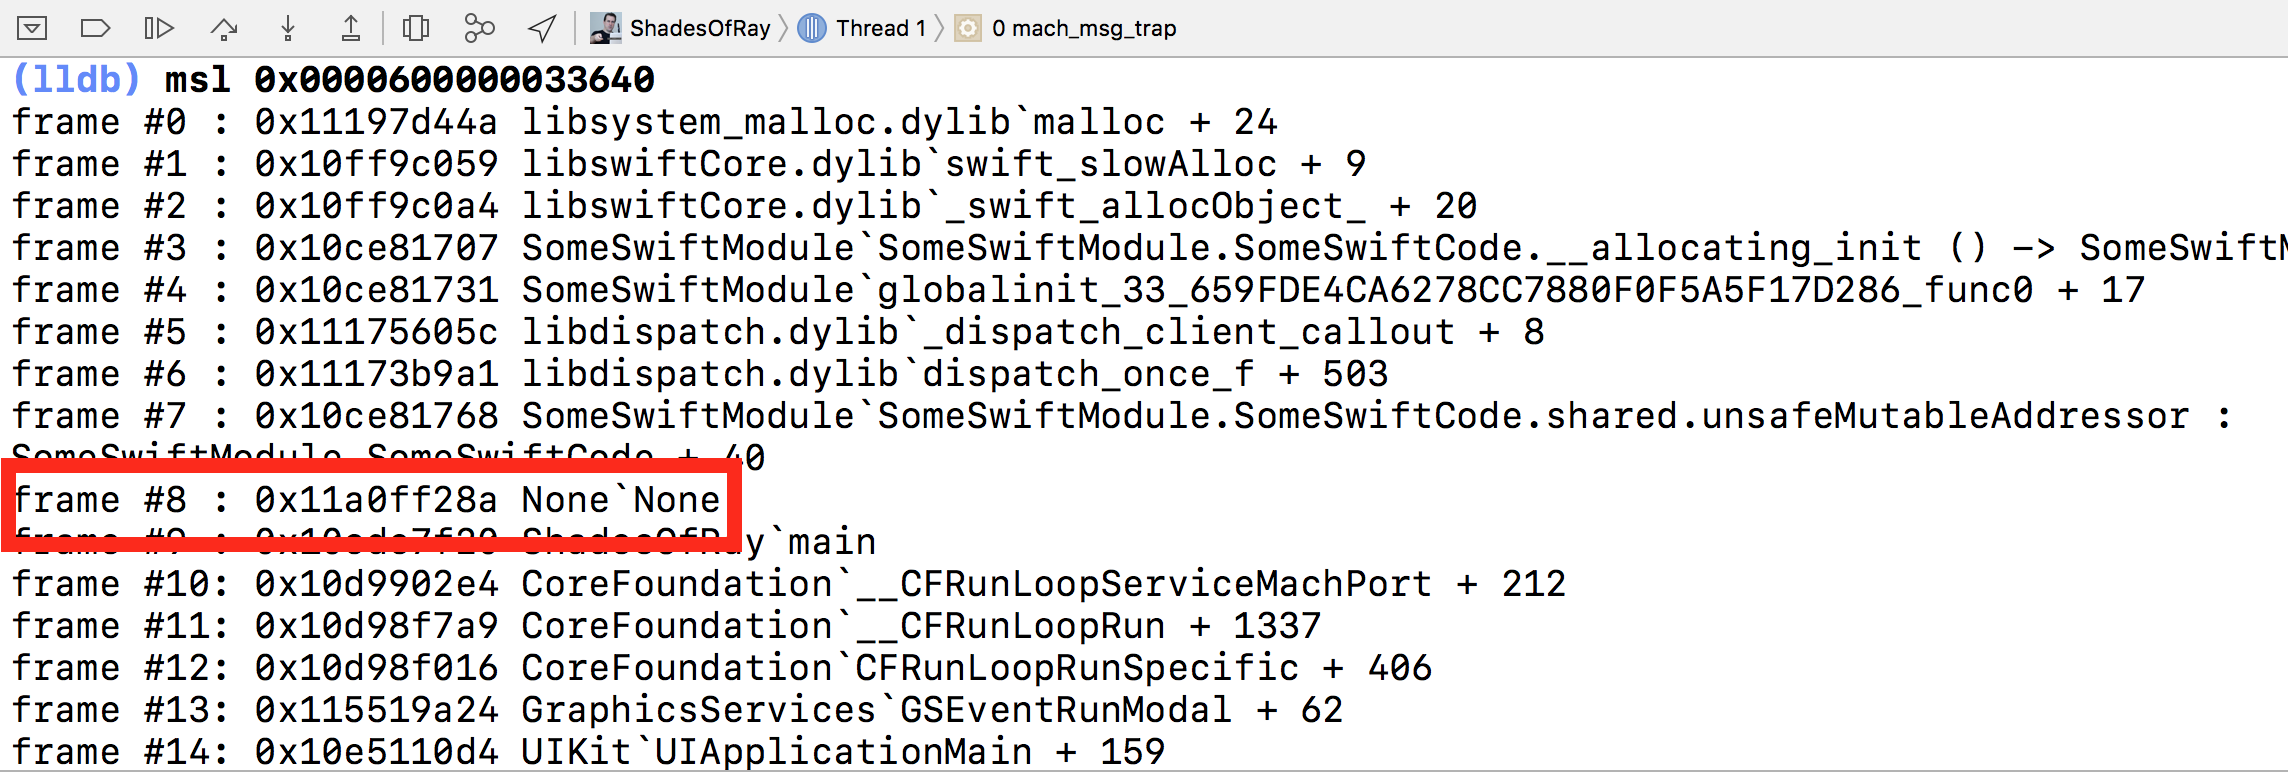 ShadesOfRay Thread 1 0 mach_msg_trap
(lldb) msl 0x0000600000033640
frame #0 : 0x11197d44a libsystem_malloc.dylib`malloc + 24
frame #1 : 0x10ff9c059 libswiftCore.dylib`swift_slowAlloc + 9
frame #2 : 0x10ff9c0a4 libswiftCore.dylib`_swift_allocObject_ + 20
frame #3 : 0x10ce81707 SomeSwiftModule`SomeSwiftModule.SomeSwiftCode.__allocating_init () -> SomeSwiftM
frame #4 : 0x10ce81731 SomeSwiftModule`globalinit_33_659FDE4CA6278CC7880F0F5A5F17D286_func0 + 17
frame #5 : 0x11175605c libdispatch.dylib`_dispatch_client_callout + 8
frame #6 : 0x11173b9a1 libdispatch.dylib`dispatch_once_f + 503
frame #7 : 0x10ce81768 SomeSwiftModule`SomeSwiftModule.SomeSwiftCode.shared.unsafeMutableAddressor :
SomeSwiftModule.SomeSwiftCode + 40
frame #8 : 0x11a0ff28a None`None
frame #9 : ShadesOfRay`main
frame #10: 0x10d9902e4 CoreFoundation`__CFRunLoopServiceMachPort + 212
frame #11: 0x10d98f7a9 CoreFoundation`__CFRunLoopRun + 1337
frame #12: 0x10d98f016 CoreFoundation`CFRunLoopRunSpecific + 406
frame #13: 0x115519a24 GraphicsServices`GSEventRunModal + 62
frame #14: 0x10e5110d4 UIKit`UIApplicationMain + 159